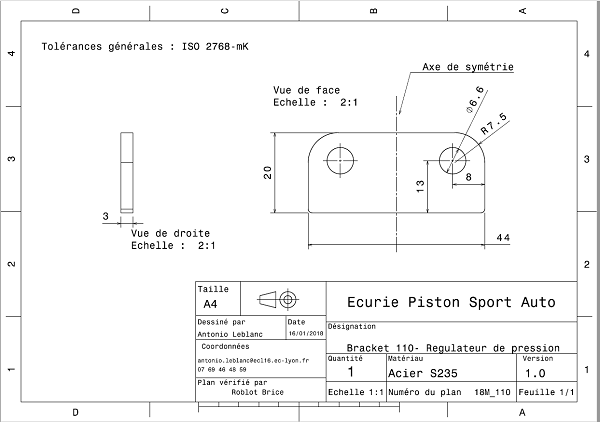 D C B A
4 4
Tolérances générales : ISO 2768-mK
Axe de symétrie
Vue de face
Echelle : 2:1
∅6.6
R7.5
3 3
20
13
8
3
Vue de droite
Echelle : 2:1
44
2 2
Taille
A4
Ecurie Piston Sport Auto
Dessiné par
Antonio Leblanc
Date
16/01/2018
Désignation
Bracket 110- Regulateur de pression
Coordonnées
antonio.leblanc@ecl16.ec-lyon.fr
07 69 46 48 59
Quantité
1
Matériau
Acier S235
Version
1.0
1 1
Plan vérifié par
Roblot Brice
Echelle 1:1 Numéro du plan 18M_110 Feuille 1/1
D A